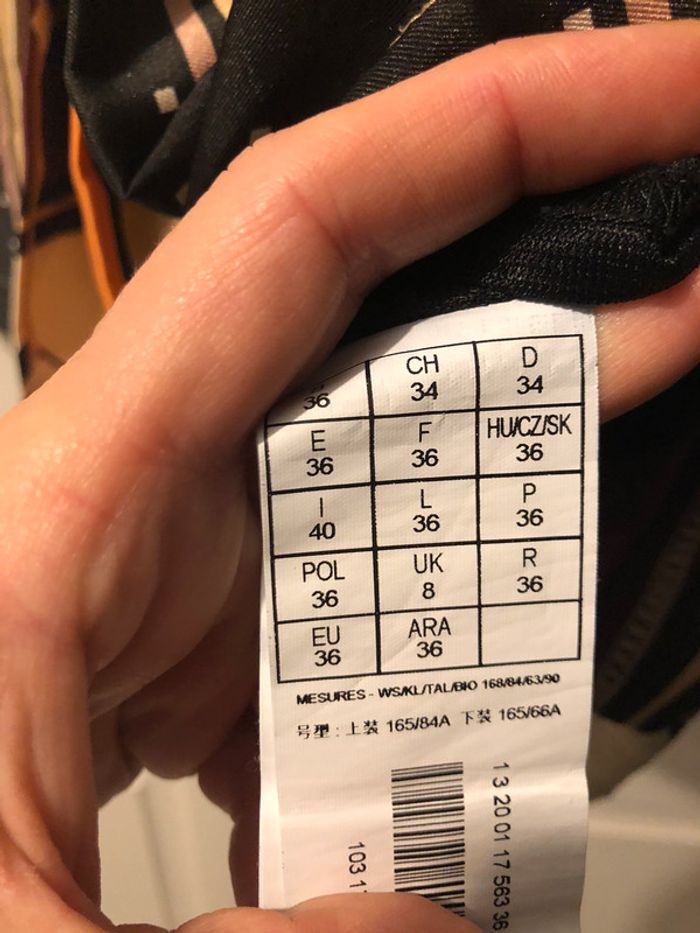 36
CH
34
D
34
E
36
F
36
HU/CZ/SK
36
I
40
L
36
P
36
POL
36
UK
8
R
36
EU
36
ARA
36
MESURES - WS/KL/TAL/BIO 168/84/63/90
号型 : 上装 165/84A 下装 165/66A
1 3 20 01 17 563 36
103 1